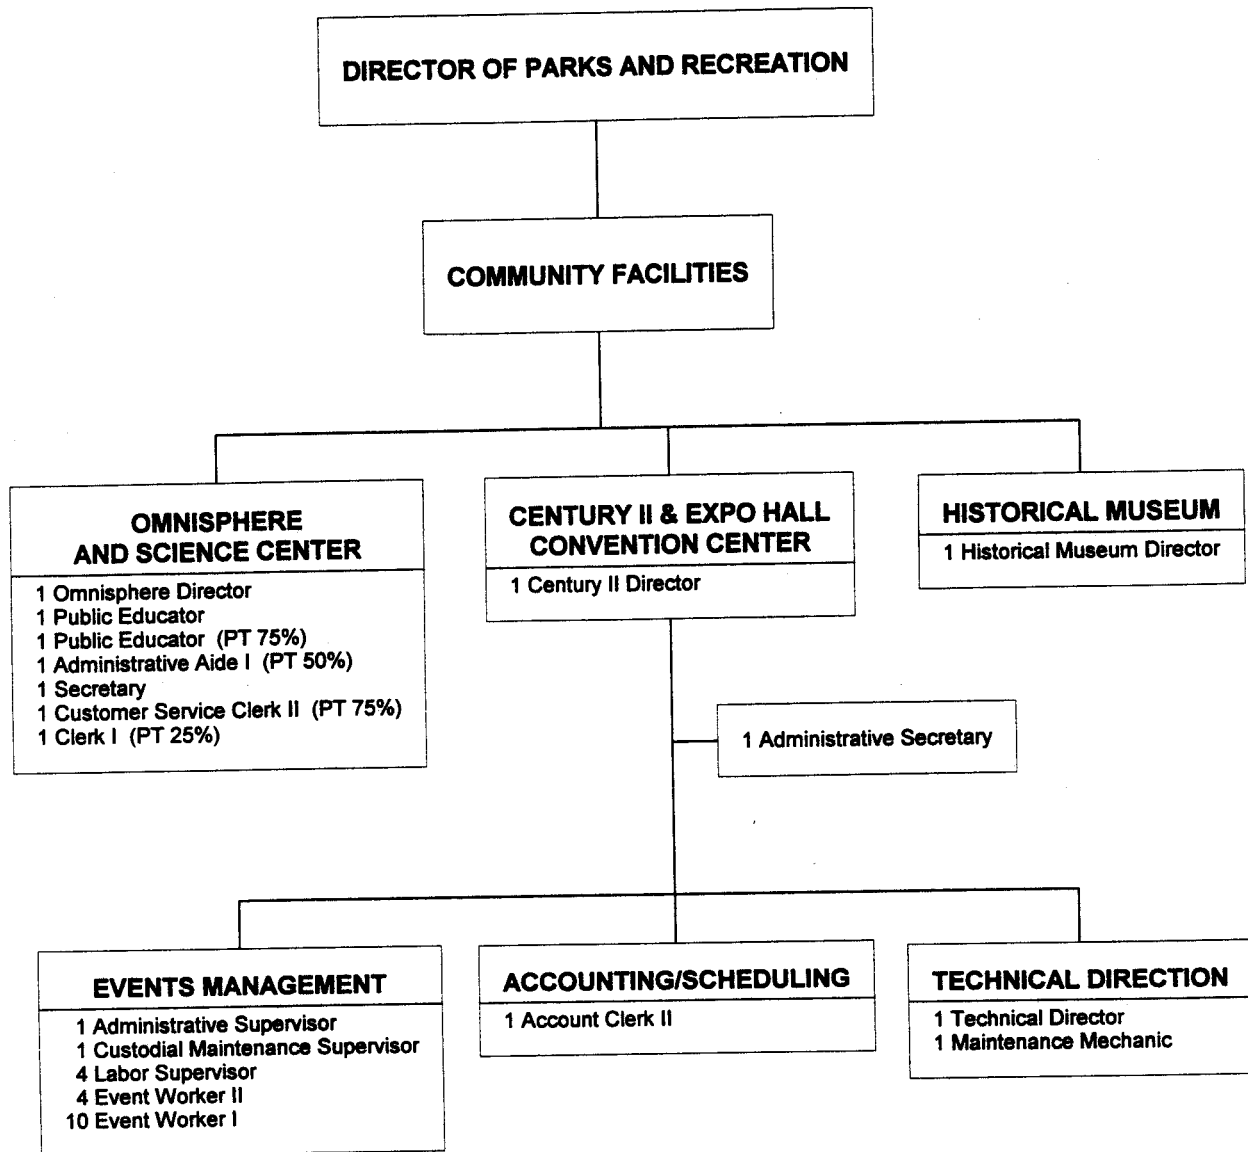 DIRECTOR OF PARKS AND RECREATION
COMMUNITY FACILITIES
OMNISPHERE
AND SCIENCE CENTER
1 Omnisphere Director
1 Public Educator
1 Public Educator (PT 75%)
1 Administrative Aide I (PT 50%)
1 Secretary
1 Customer Service Clerk II (PT 75%)
1 Clerk I (PT 25%)
CENTURY II & EXPO HALL
CONVENTION CENTER
1 Century II Director
HISTORICAL MUSEUM
1 Historical Museum Director
1 Administrative Secretary
EVENTS MANAGEMENT
1 Administrative Supervisor
1 Custodial Maintenance Supervisor
4 Labor Supervisor
4 Event Worker II
10 Event Worker I
ACCOUNTING/SCHEDULING
1 Account Clerk II
TECHNICAL DIRECTION
1 Technical Director
1 Maintenance Mechanic